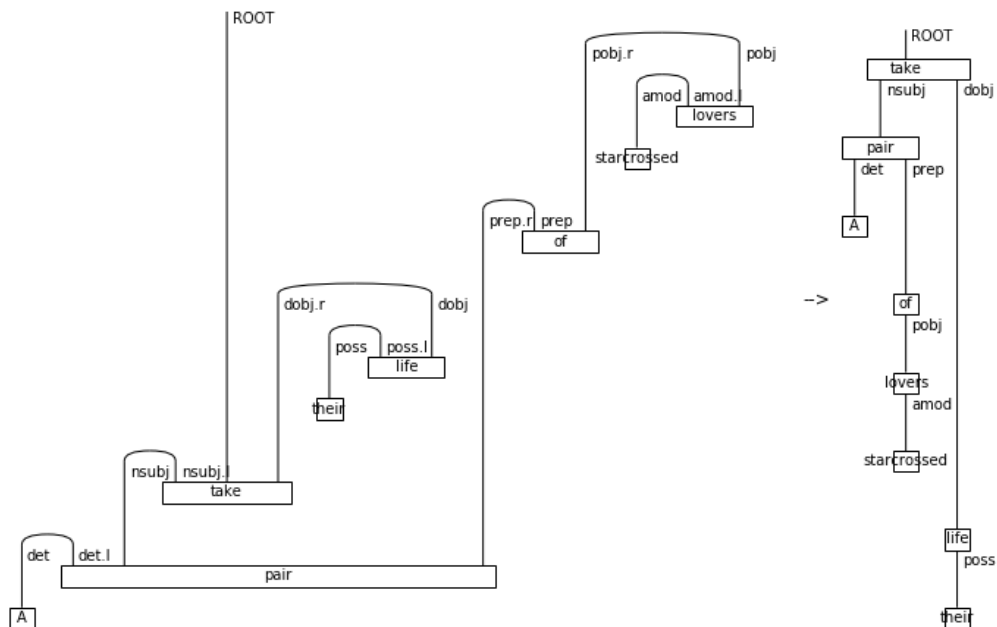 ROOT
pobj.r pobj
amod amod.l
lovers
starcrossed
prep.r prep
of
dobj.r dobj
poss poss.l
life
their
nsubj nsubj.l
take
det det.l
pair
A
-->
ROOT
take
nsubj dobj
pair
det prep
A
of
pobj
lovers
amod
starcrossed
life
poss
their